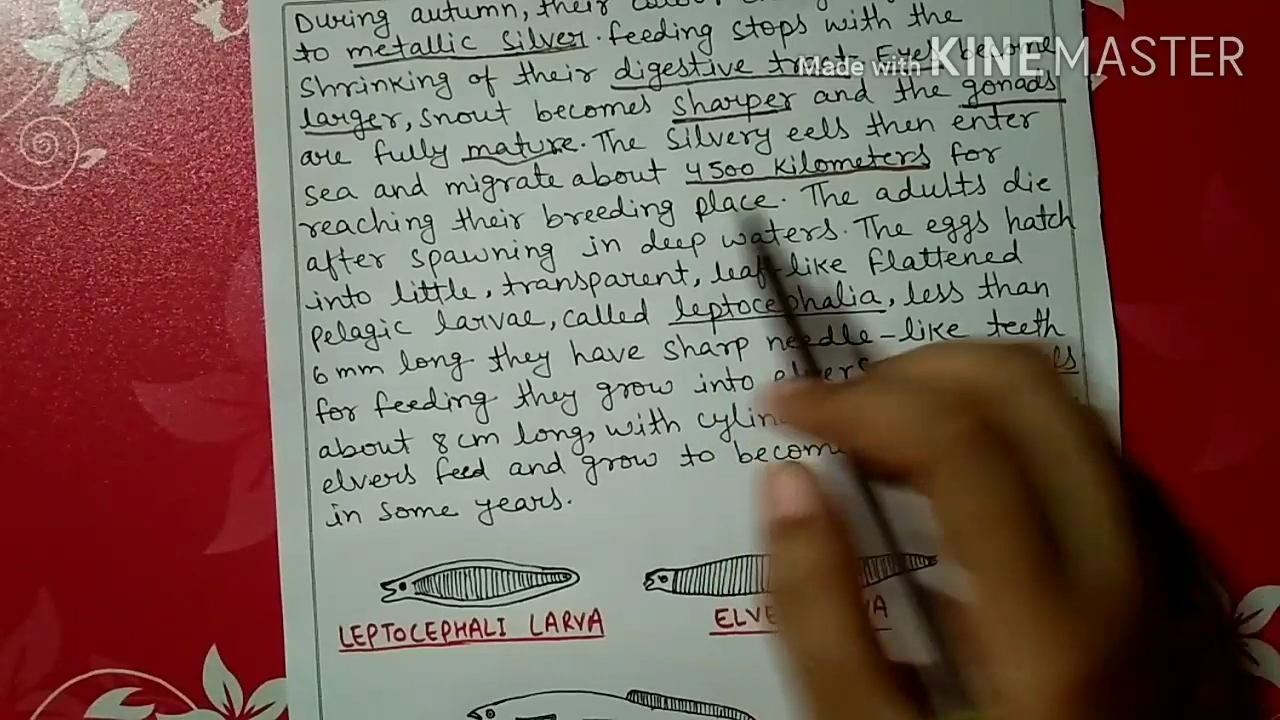 During autumn, their
to metallic silver. feeding stops with the
Made with KINEMASTER
Shrinking of their digestive tract. Eyes become
larger, snout becomes sharper and the gonads
are fully mature. The silvery eels then enter
sea and migrate about 4500 kilometers for
reaching their breeding place. The adults die
after spawning in deep waters. The eggs hatch
into little, transparent, leaf-like flattened
pelagic larvae, called leptocephalia, less than
6mm long they have sharp needle-like teeth
for feeding they grow into elvers
about 8cm long, with
elvers feed and grow to become
in some years.
LEPTOCEPHALI LARVA